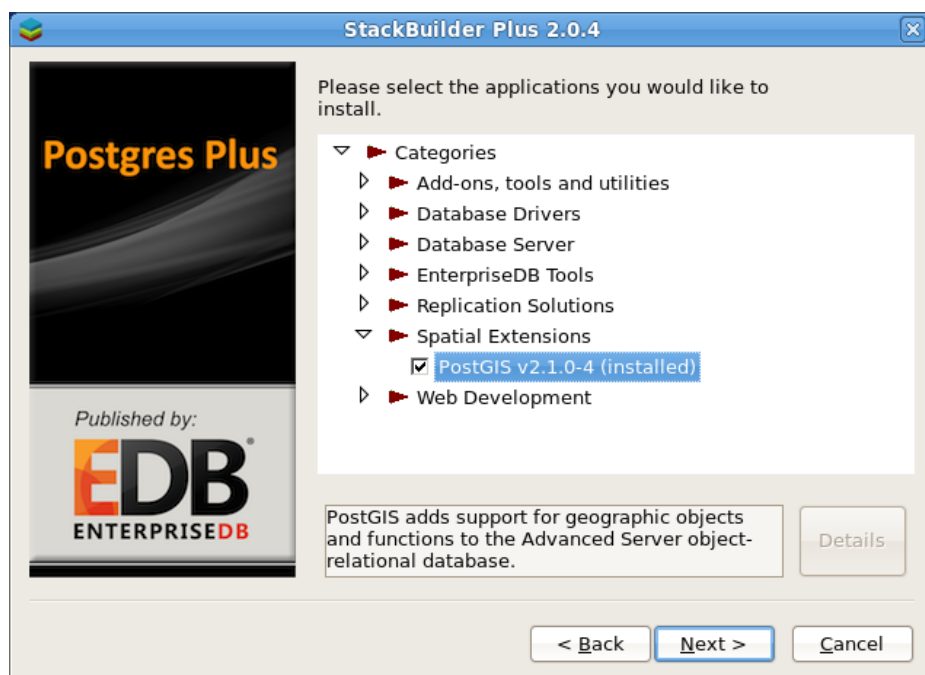 StackBuilder Plus 2.0.4
Postgres Plus
Published by:
EDB®
ENTERPRISEDB
Please select the applications you would like to
install.
Categories
Add-ons, tools and utilities
Database Drivers
Database Server
EnterpriseDB Tools
Replication Solutions
Spatial Extensions
PostGIS v2.1.0-4 (installed)
Web Development
PostGIS adds support for geographic objects
and functions to the Advanced Server object-
relational database.
Details
< Back
Next >
Cancel